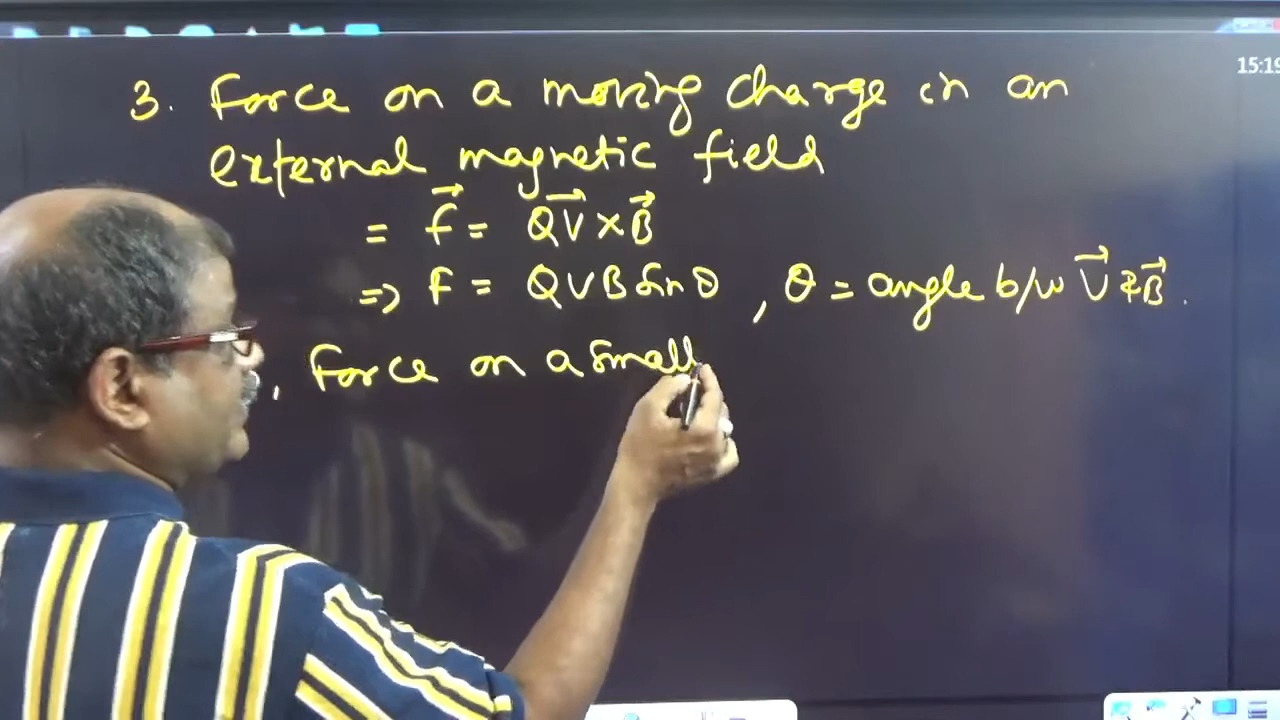 3. Force on a moving charge in an
external magnetic field
= F⃗ = QV⃗ × B⃗
=> F = QVB Sin θ , θ = angle b/w V⃗ & B⃗ .
. Force on a small
15:19